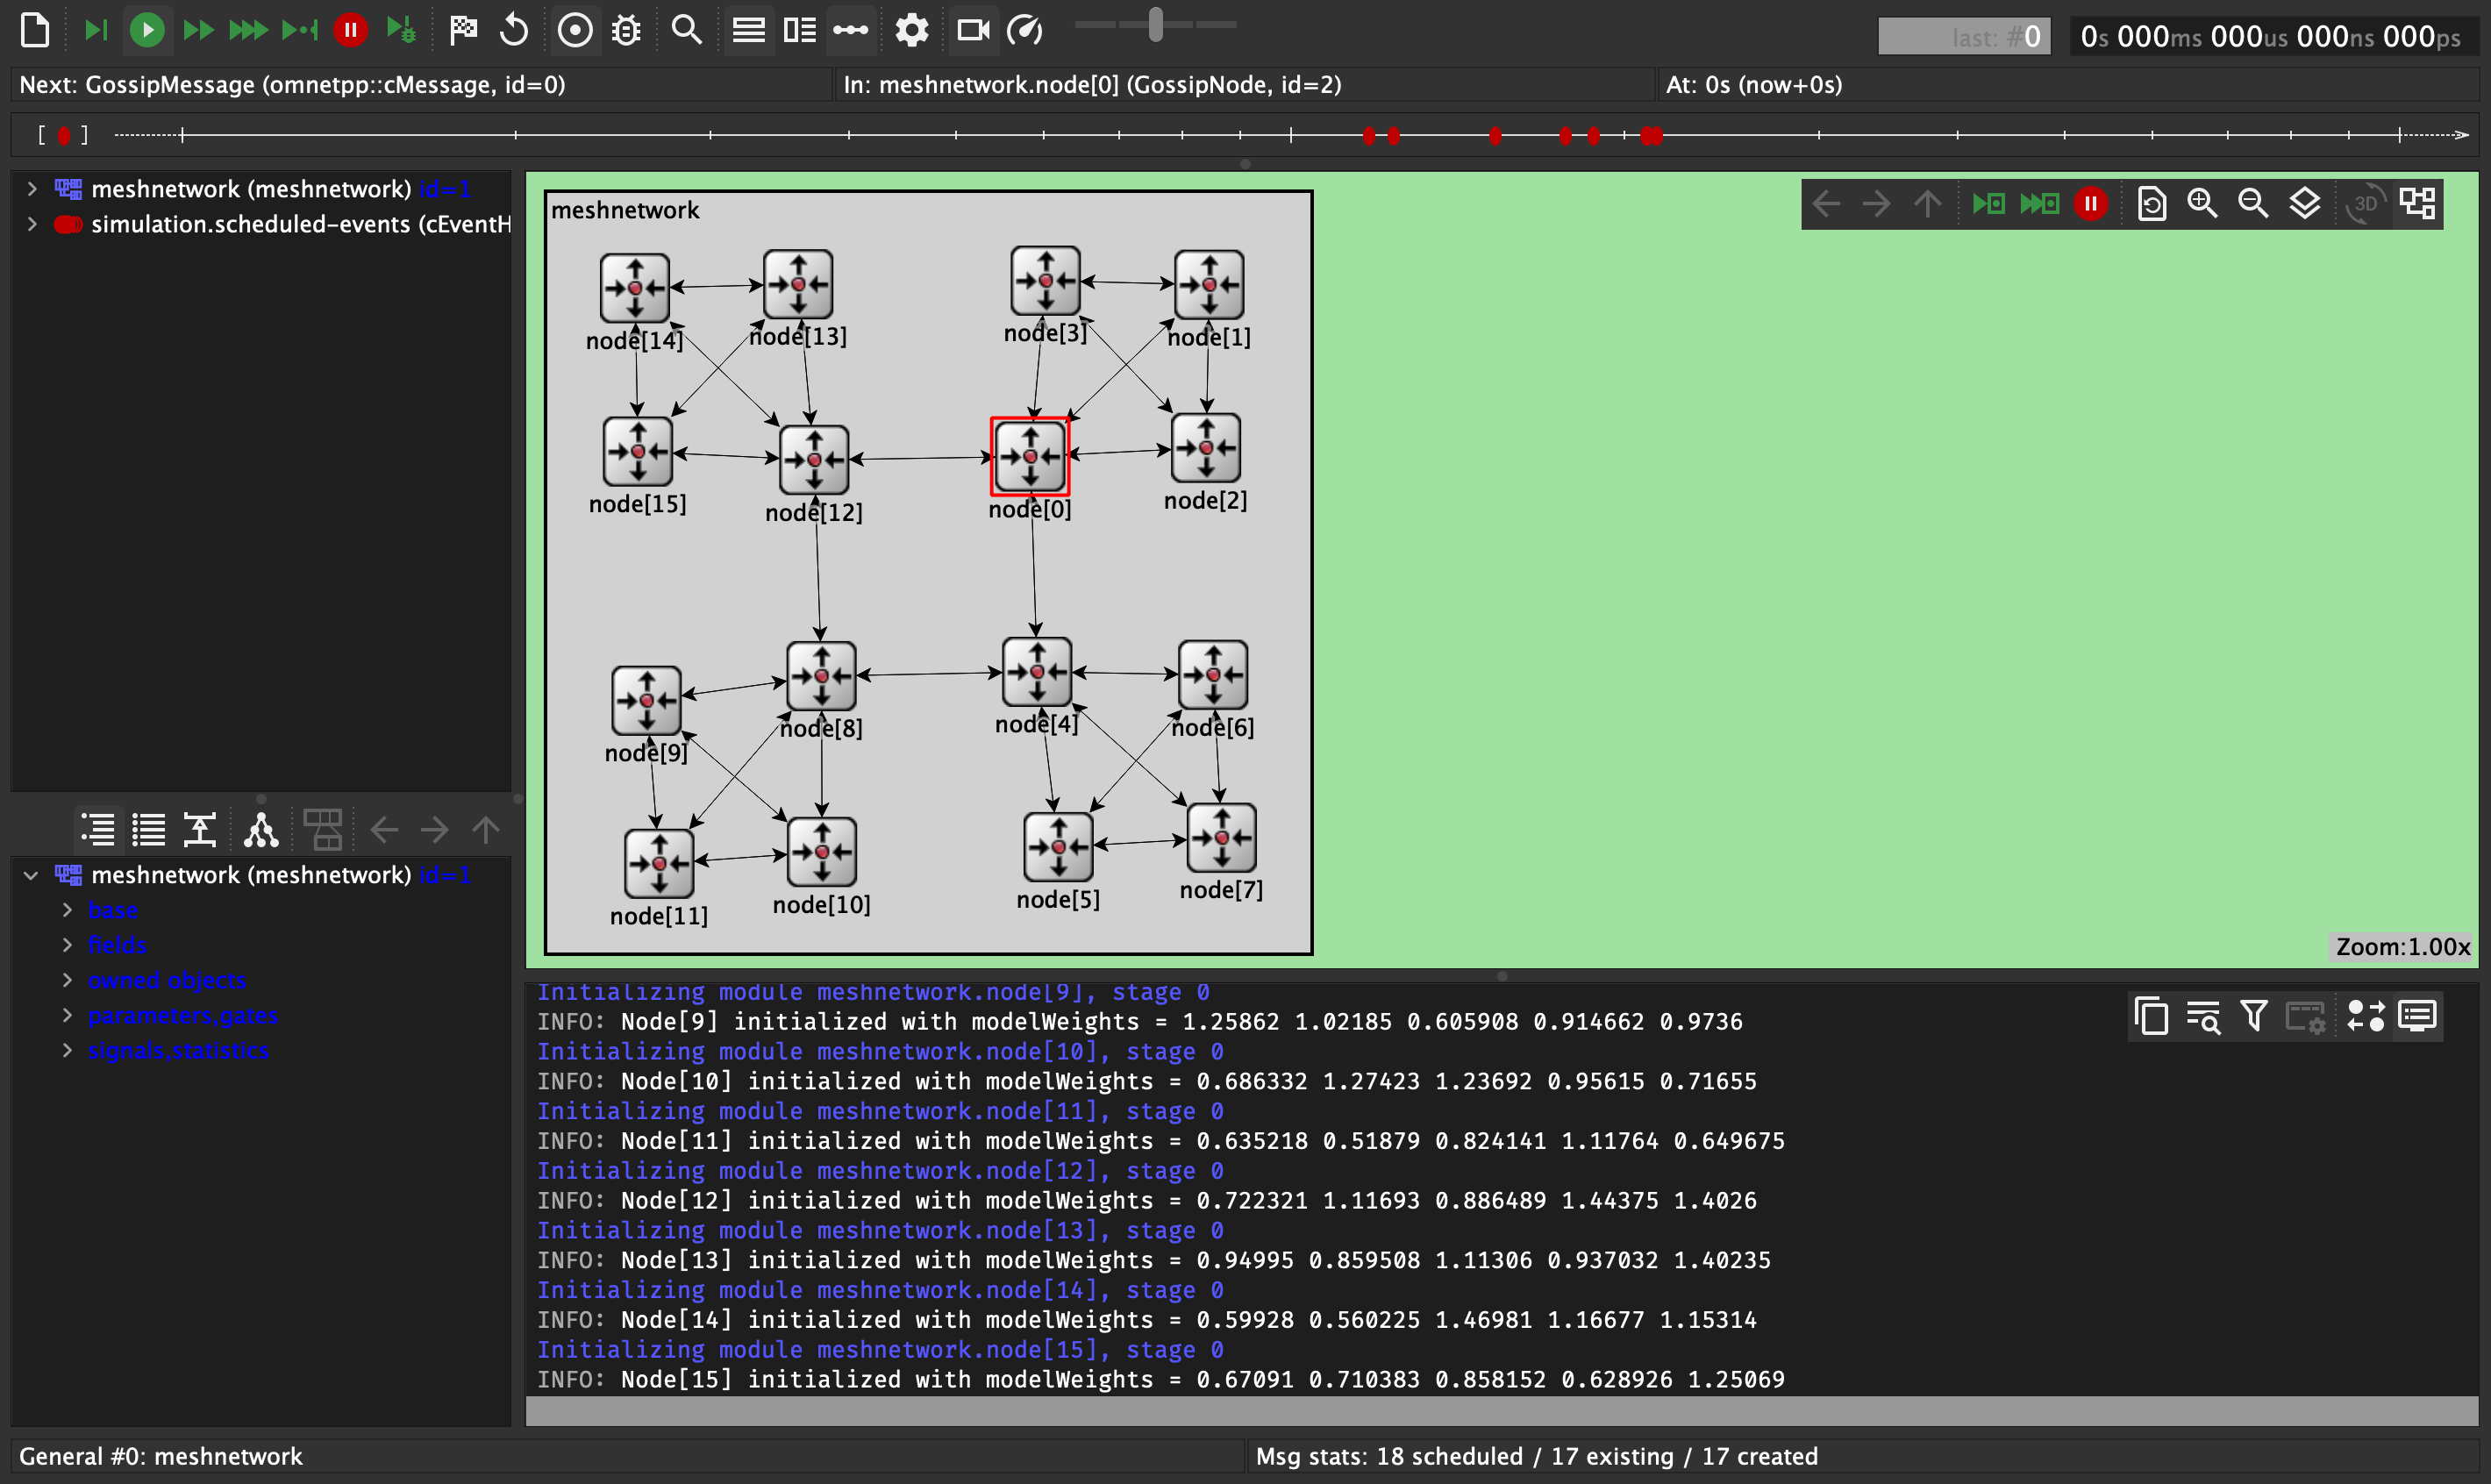 last: #0
0s 000ms 000us 000ns 000ps
Next: GossipMessage (omnetpp::cMessage, id=0)
In: meshnetwork.node[0] (GossipNode, id=2)
At: 0s (now+0s)
[ ]
meshnetwork (meshnetwork) id=1
simulation.scheduled-events (cEventH
meshnetwork
3D
node[14]
node[13]
node[3]
node[1]
node[15]
node[12]
node[0]
node[2]
node[9]
node[8]
node[4]
node[6]
node[11]
node[10]
node[5]
node[7]
Zoom:1.00x
meshnetwork (meshnetwork) id=1
base
fields
owned objects
parameters,gates
signals,statistics
Initializing module meshnetwork.node[9], stage 0
INFO: Node[9] initialized with modelWeights = 1.25862 1.02185 0.605908 0.914662 0.9736
Initializing module meshnetwork.node[10], stage 0
INFO: Node[10] initialized with modelWeights = 0.686332 1.27423 1.23692 0.95615 0.71655
Initializing module meshnetwork.node[11], stage 0
INFO: Node[11] initialized with modelWeights = 0.635218 0.51879 0.824141 1.11764 0.649675
Initializing module meshnetwork.node[12], stage 0
INFO: Node[12] initialized with modelWeights = 0.722321 1.11693 0.886489 1.44375 1.4026
Initializing module meshnetwork.node[13], stage 0
INFO: Node[13] initialized with modelWeights = 0.94995 0.859508 1.11306 0.937032 1.40235
Initializing module meshnetwork.node[14], stage 0
INFO: Node[14] initialized with modelWeights = 0.59928 0.560225 1.46981 1.16677 1.15314
Initializing module meshnetwork.node[15], stage 0
INFO: Node[15] initialized with modelWeights = 0.67091 0.710383 0.858152 0.628926 1.25069
General #0: meshnetwork
Msg stats: 18 scheduled / 17 existing / 17 created